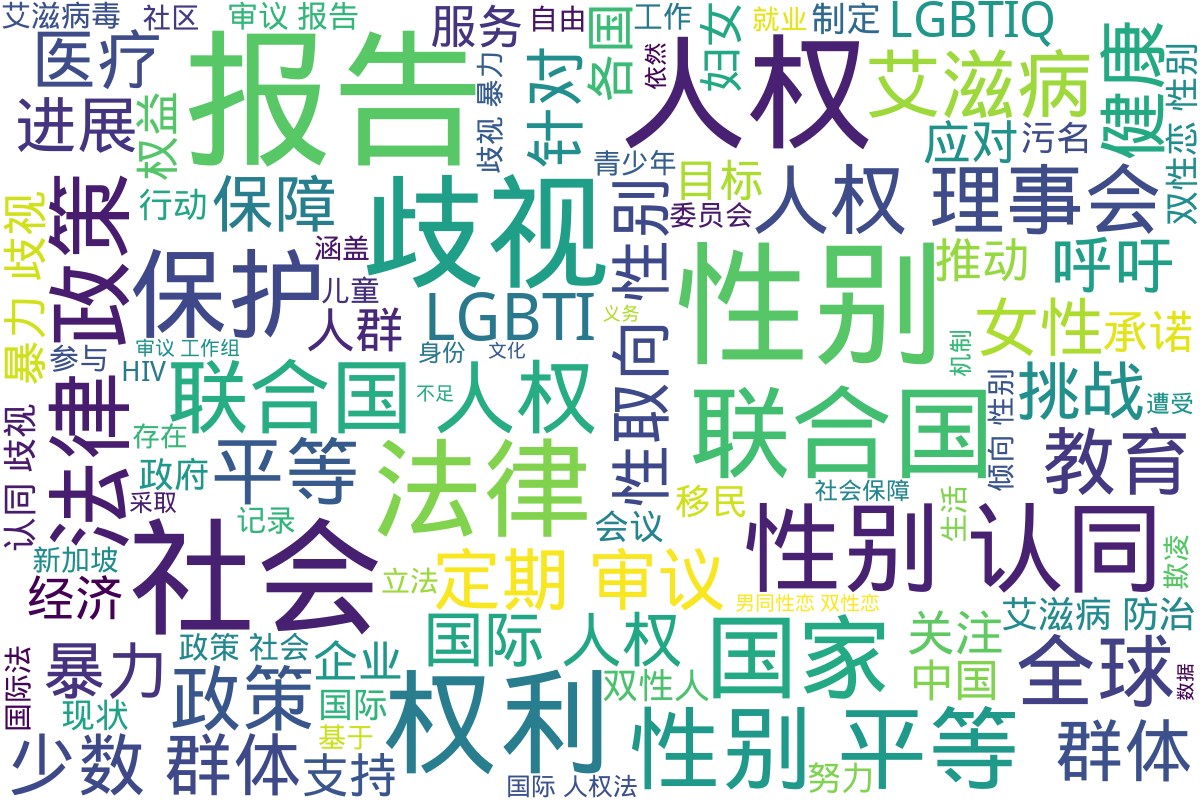 艾滋病毒
社区
审议 报告
服务
自由
工作
就业
制定
LGBTIQ
医疗
报告
歧视 暴力
针对
各国
依然
人权
妇女
艾滋病
健康
双性恋 性别
进展
权益
青少年
应对
污名
行动
保障
歧视
性取向 性别
目标
委员会
人权 理事会
暴力 歧视
法律 政策
保护
涵盖
儿童
人群
LGBTI
义务
性别
推动
呼吁
女性
承诺
参与
审议 工作组
HIV
身份
文化
联合国 人权
不足
机制
联合国
倾向 性别
挑战
遭受
认同 歧视
存在
政府
平等
法律
采取
记录
会议
移民
社会保障
生活
教育
新加坡
经济
社会
立法
定期 审议
性别 认同
欺凌
男同性恋 双性恋
艾滋病 防治
国际法
暴力
政策 社会
企业
国际 人权
国家
关注
全球
数据
现状
政策
国际
权利
双性人
中国
基于
少数 群体
支持
国际 人权法
性别 平等
努力
群体